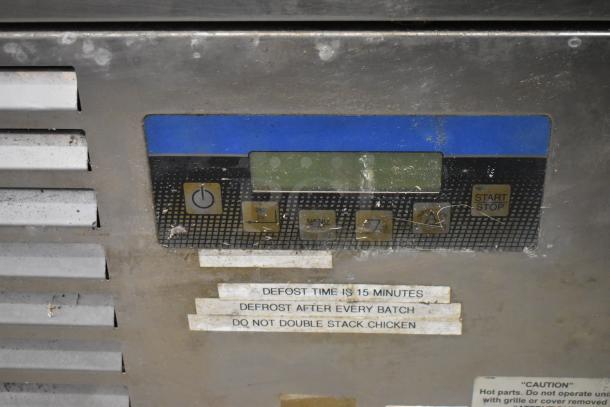 START
STOP
MENU
DEFOST TIME IS 15 MINUTES
DEFROST AFTER EVERY BATCH
DO NOT DOUBLE STACK CHICKEN
"CAUTION"
Hot parts. Do not operate
with grille or cover removed